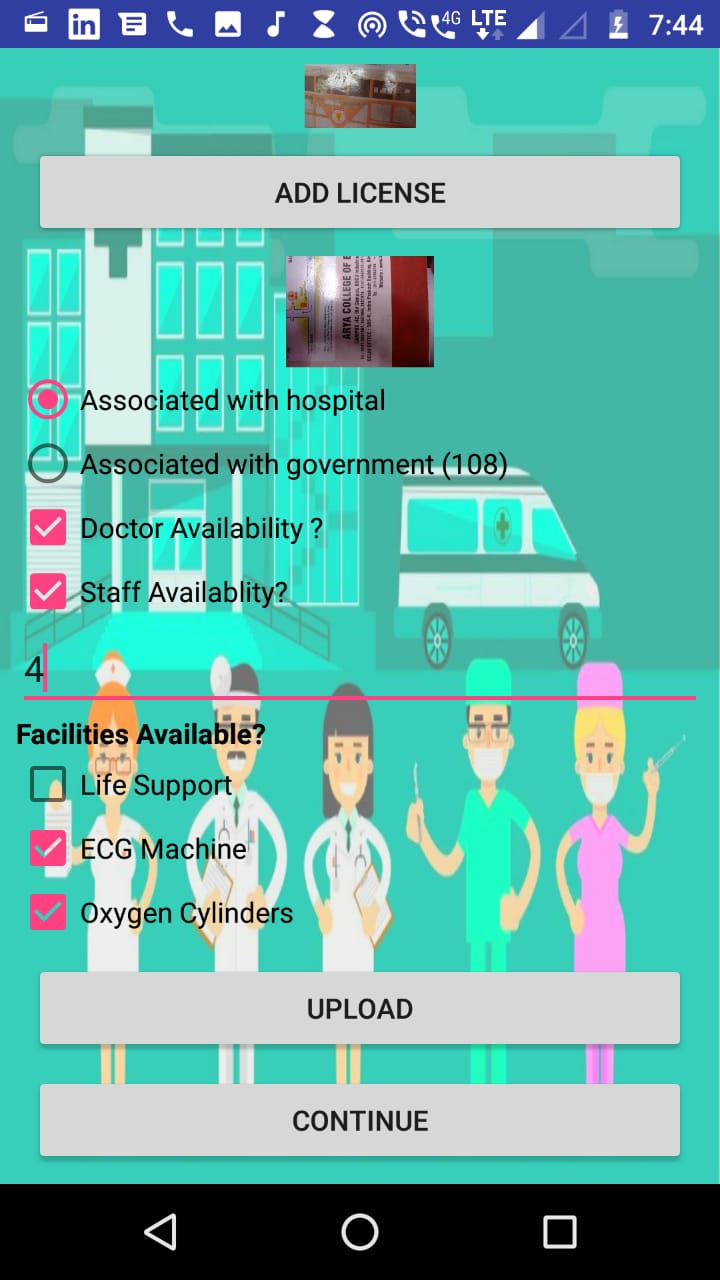 4G LTE 7:44
ADD LICENSE
ARYA COLLEGE OF
Associated with hospital
Associated with government (108)
Doctor Availability ?
Staff Availablity?
4
Facilities Available?
Life Support
ECG Machine
Oxygen Cylinders
UPLOAD
CONTINUE